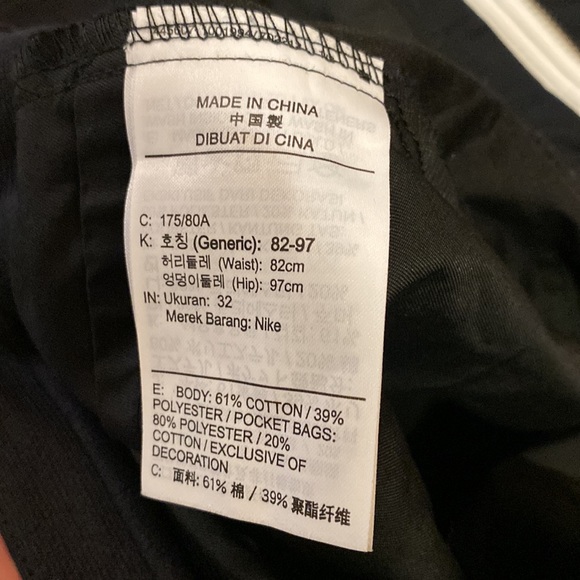 MADE IN CHINA
中国製
DIBUAT DI CINA
C: 175/80A
K: 호칭 (Generic): 82-97
허리둘레 (Waist): 82cm
엉덩이둘레 (Hip): 97cm
IN: Ukuran: 32
Merek Barang: Nike
E: BODY: 61% COTTON / 39%
POLYESTER / POCKET BAGS:
80% POLYESTER / 20%
COTTON / EXCLUSIVE OF
DECORATION
C: 面料: 61% 棉 / 39% 聚酯纤维